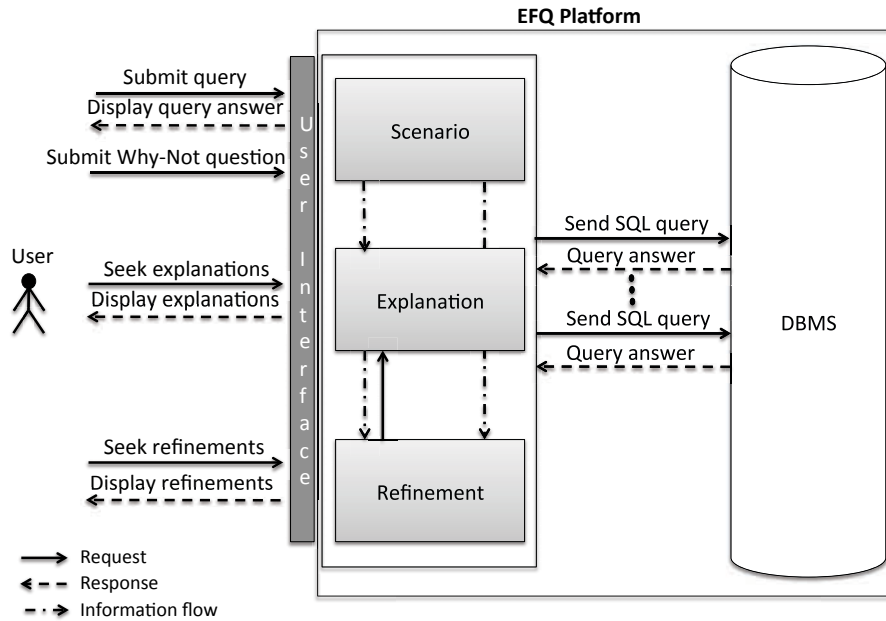 EFQ Platform
Submit query
Display query answer
Submit Why-Not question
User
Seek explanations
Display explanations
Seek refinements
Display refinements
User Interface
Scenario
Explanation
Refinement
Send SQL query
Query answer
Send SQL query
Query answer
DBMS
Request
Response
Information flow